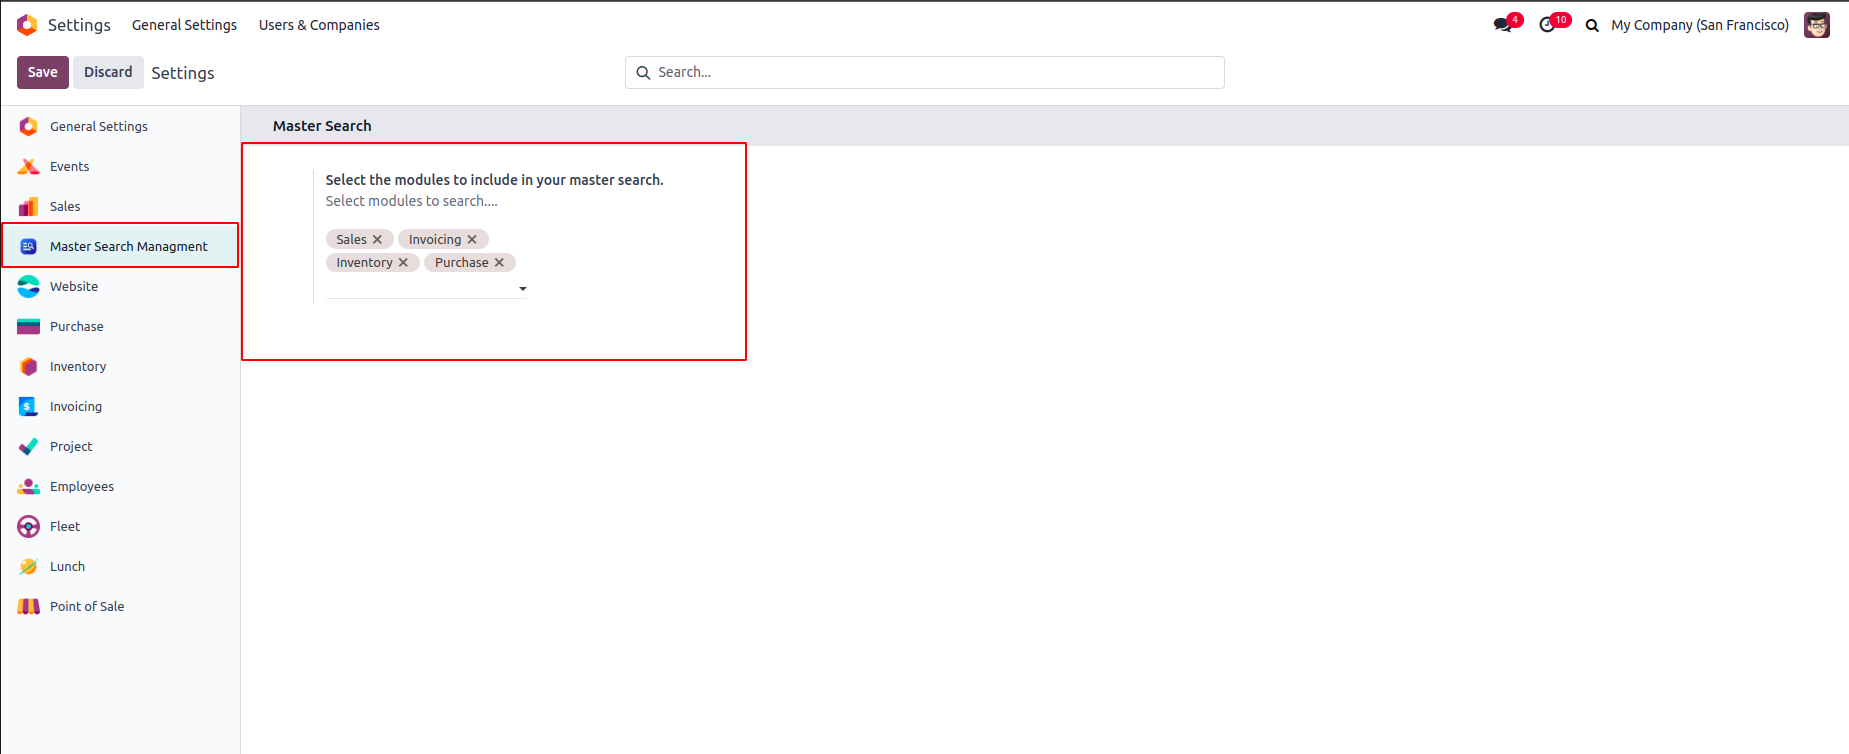 Settings General Settings Users & Companies 4 10 My Company (San Francisco)
Save Discard Settings Search...
General Settings
Events
Sales
Master Search Managment
Website
Purchase
Inventory
Invoicing
Project
Employees
Fleet
Lunch
Point of Sale
Master Search
Select the modules to include in your master search.
Select modules to search....
Sales Invoicing
Inventory Purchase